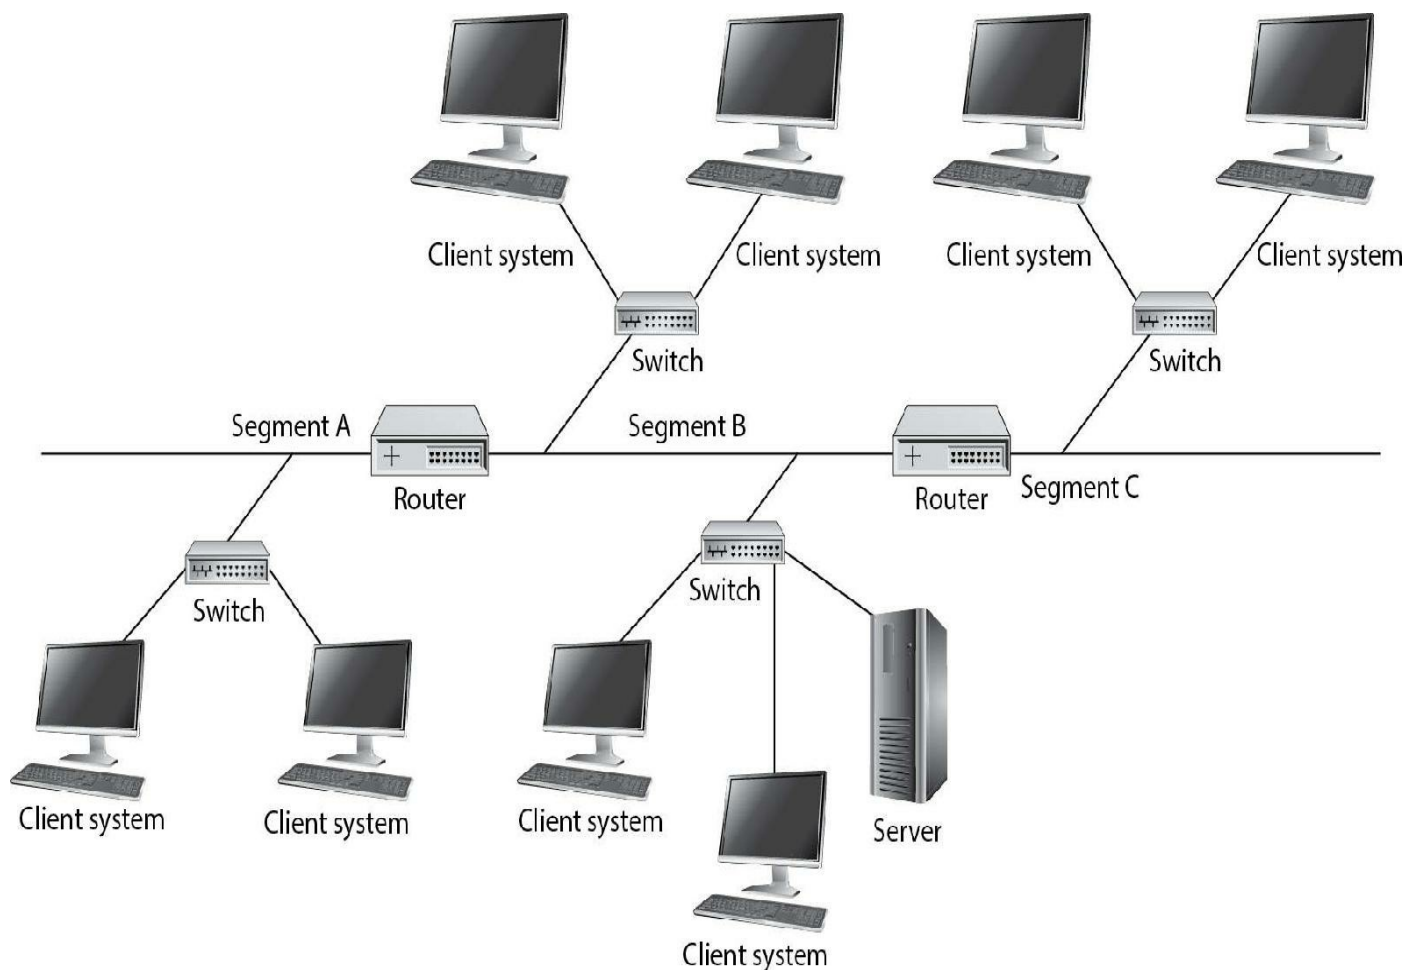 Client system
Client system
Client system
Client system
Switch
Switch
Segment A
Segment B
Router
Router
Segment C
Switch
Switch
Client system
Client system
Client system
Server
Client system